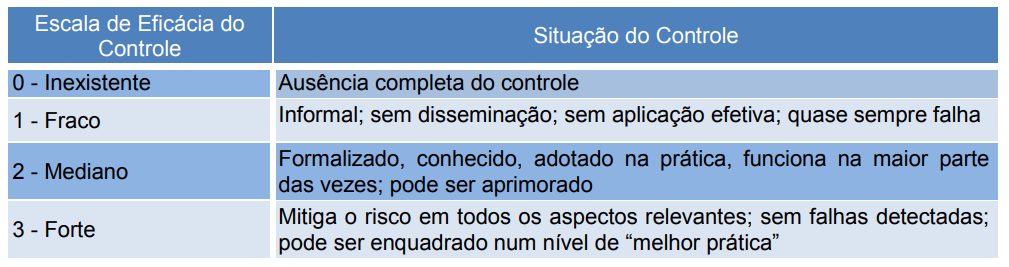 Escala de Eficácia do
Controle
Situação do Controle
0 - Inexistente
Ausência completa do controle
1 - Fraco
Informal; sem disseminação; sem aplicação efetiva; quase sempre falha
2 - Mediano
Formalizado, conhecido, adotado na prática, funciona na maior parte
das vezes; pode ser aprimorado
3 - Forte
Mitiga o risco em todos os aspectos relevantes; sem falhas detectadas;
pode ser enquadrado num nível de “melhor prática”